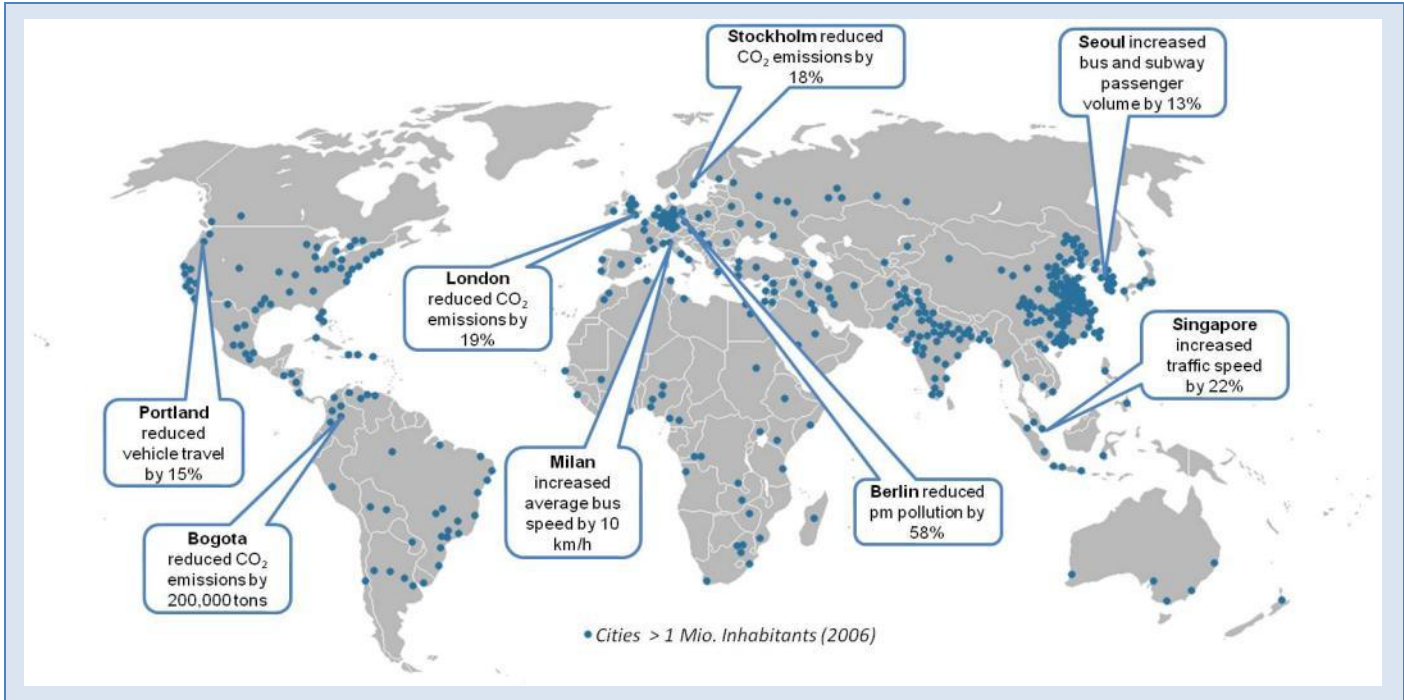 Stockholm reduced
CO₂ emissions by
18%
Seoul increased
bus and subway
passenger
volume by 13%
London
reduced CO₂
emissions by
19%
Singapore
increased
traffic speed
by 22%
Portland
reduced
vehicle travel
by 15%
Milan
increased
average bus
speed by 10
km/h
Berlin reduced
pm pollution by
58%
Bogota
reduced CO₂
emissions by
200,000 tons
Cities > 1 Mio. Inhabitants (2006)